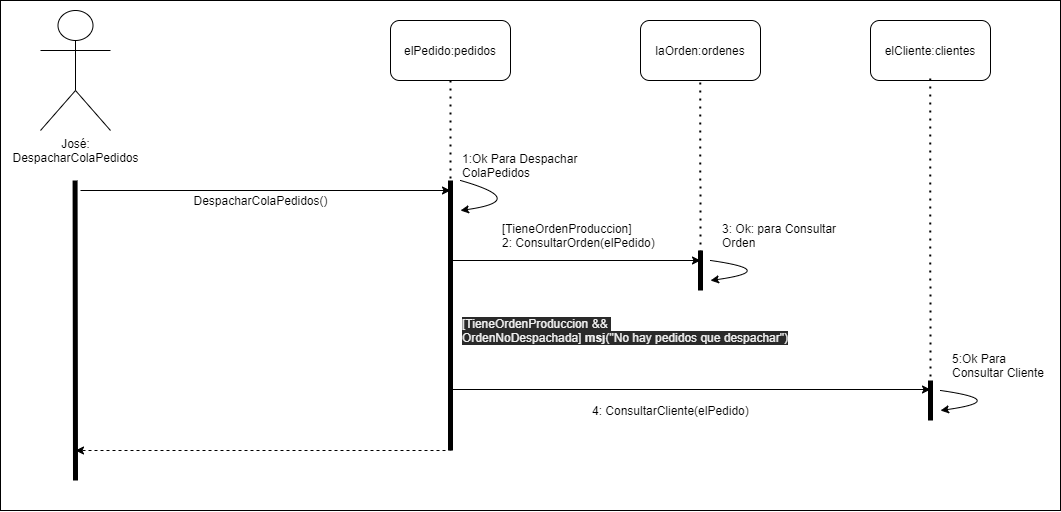 elPedido:pedidos
laOrden:ordenes
elCliente:clientes
José:
DespacharColaPedidos
1:Ok Para Despachar
ColaPedidos
DespacharColaPedidos()
[TieneOrdenProduccion]
2: ConsultarOrden(elPedido)
3: Ok: para Consultar
Orden
[TieneOrdenProduccion &&
OrdenNoDespachada] msj("No hay pedidos que despachar")
5:Ok Para
Consultar Cliente
4: ConsultarCliente(elPedido)